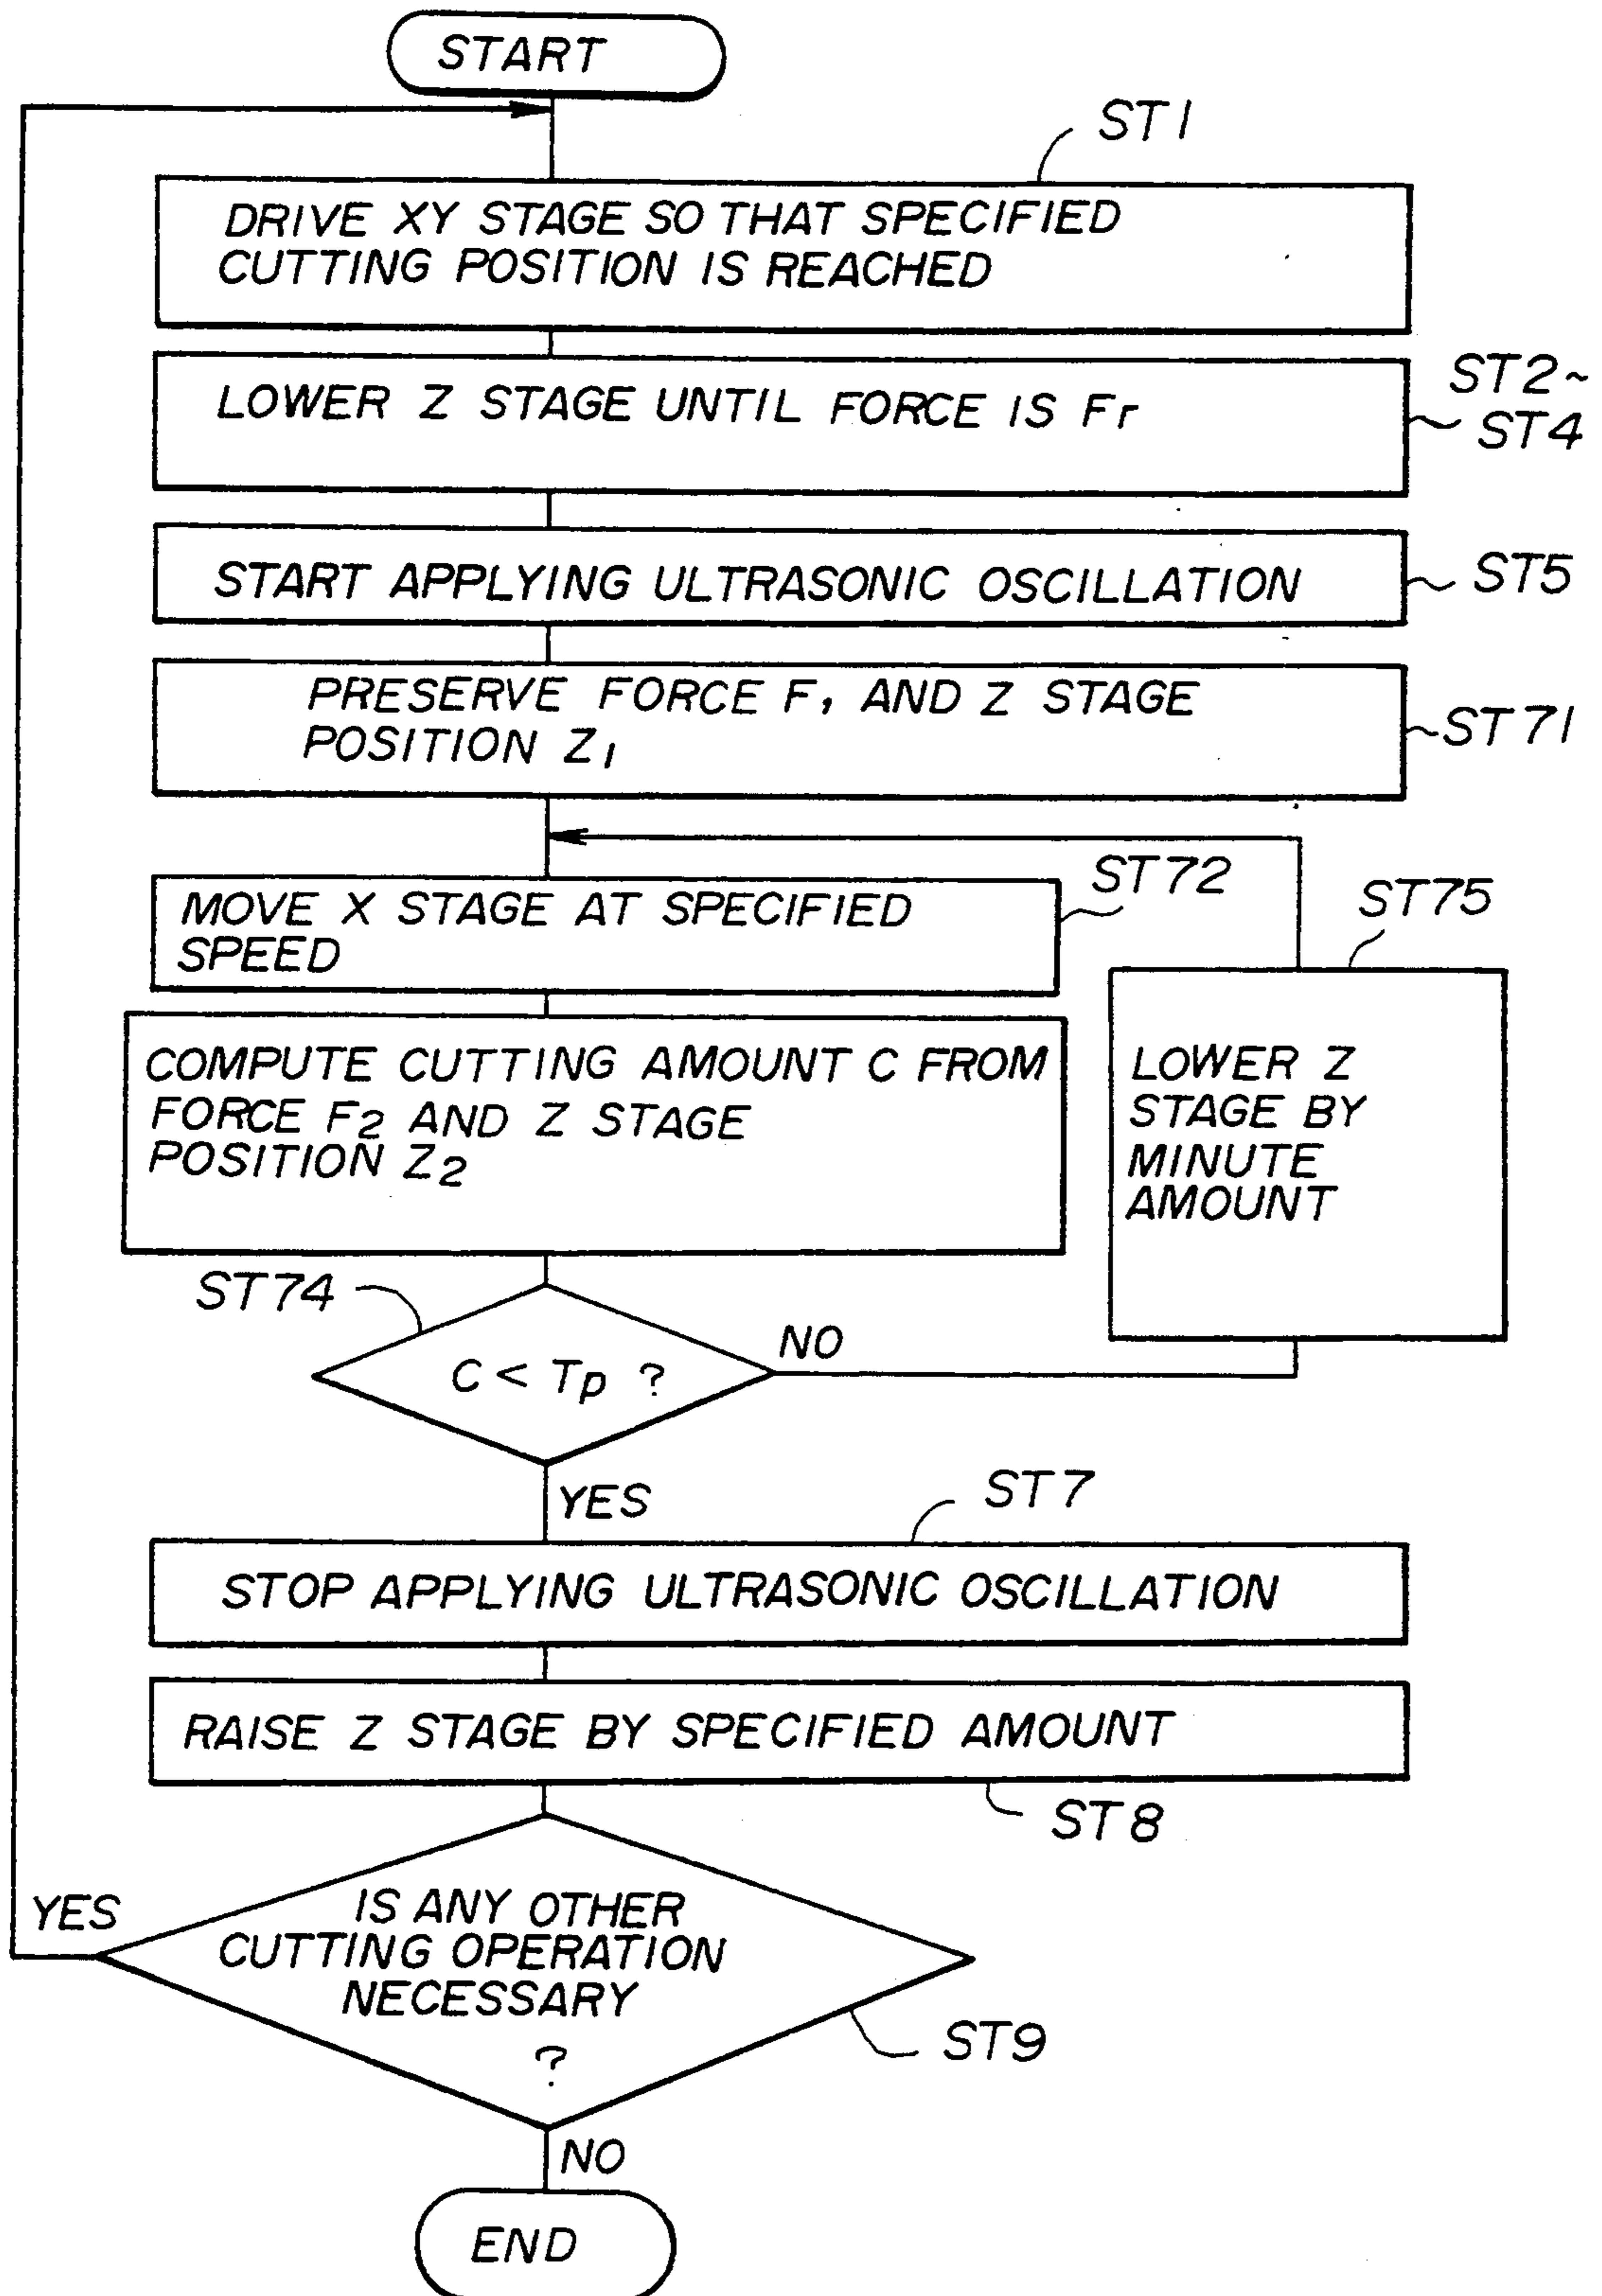 START
ST1
DRIVE XY STAGE SO THAT SPECIFIED
CUTTING POSITION IS REACHED
LOWER Z STAGE UNTIL FORCE IS Fr
ST2~
ST4
START APPLYING ULTRASONIC OSCILLATION
ST5
PRESERVE FORCE F1 AND Z STAGE
POSITION Z1
ST71
MOVE X STAGE AT SPECIFIED
SPEED
ST72
ST75
COMPUTE CUTTING AMOUNT C FROM
FORCE F2 AND Z STAGE
POSITION Z2
LOWER Z
STAGE BY
MINUTE
AMOUNT
ST74
C < Tp ?
NO
YES
ST7
STOP APPLYING ULTRASONIC OSCILLATION
RAISE Z STAGE BY SPECIFIED AMOUNT
ST8
YES
IS ANY OTHER
CUTTING OPERATION
NECESSARY
?
ST9
NO
END